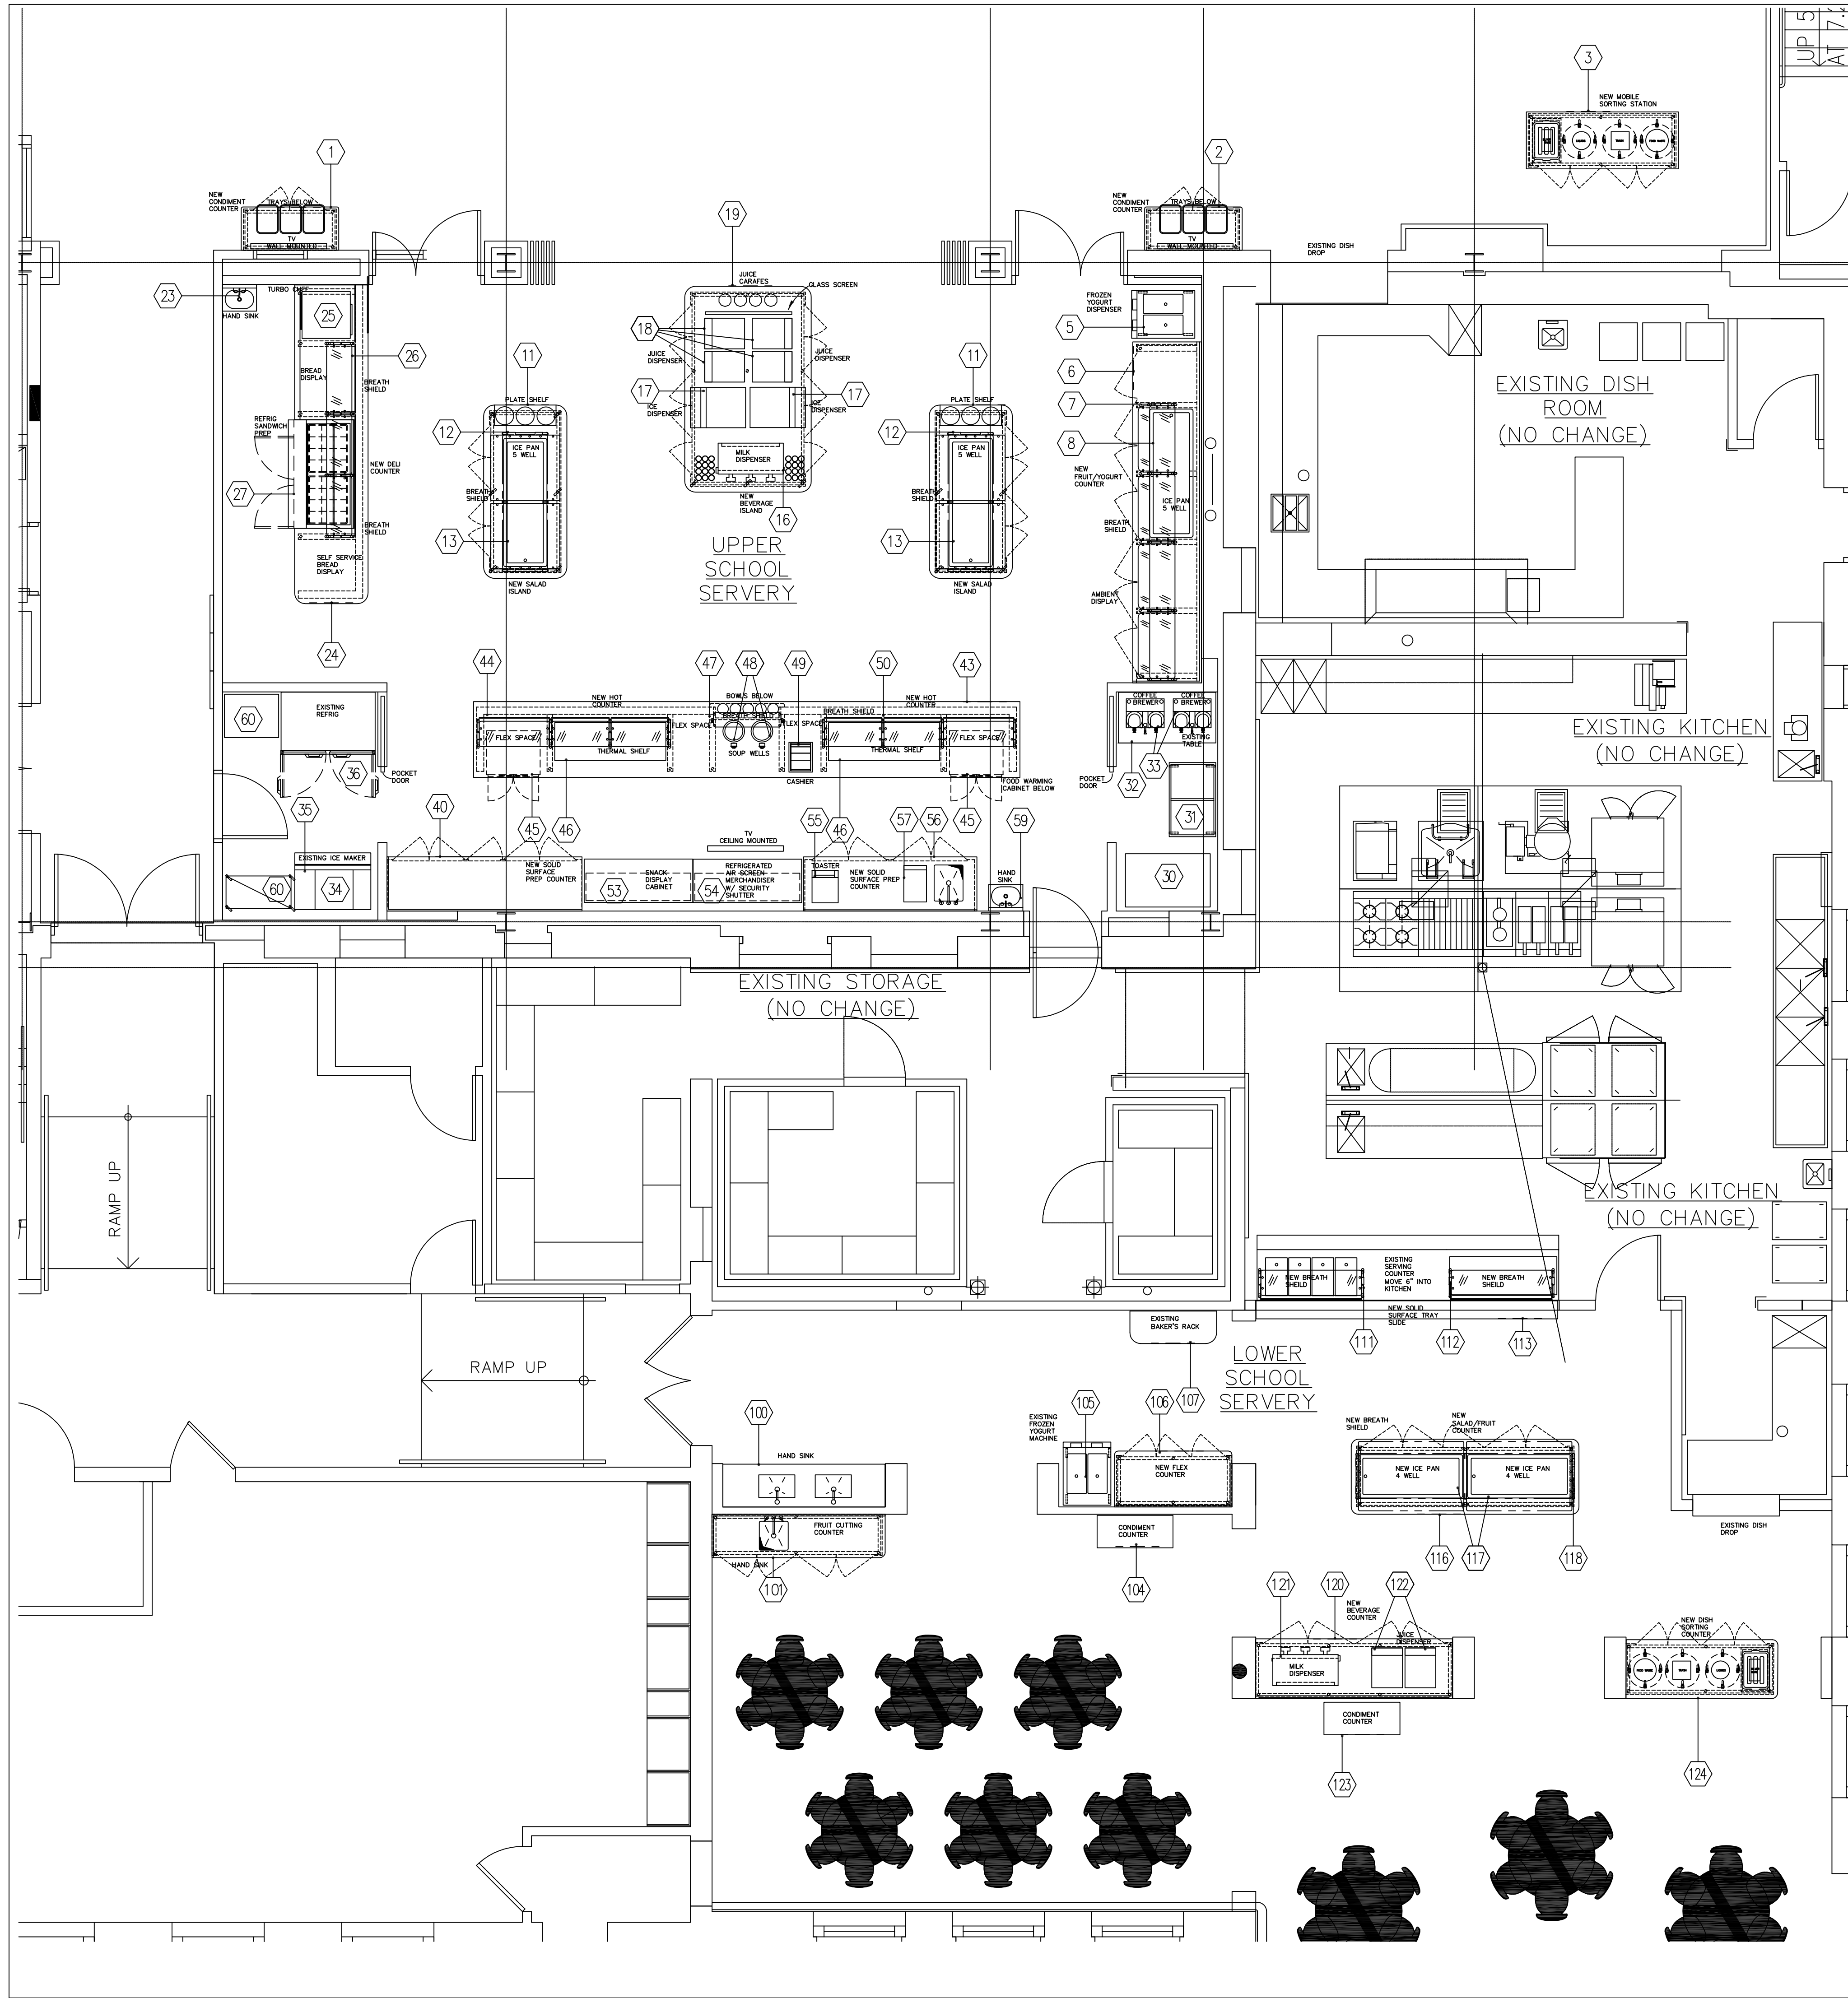 UP 5
AT 7.
3
NEW MOBILE
SORTING STATION
1
2
NEW
CONDIMENT
COUNTER
TRAYS BELOW
TV
WALL MOUNTED
NEW
CONDIMENT
COUNTER
TRAYS BELOW
TV
WALL MOUNTED
19
EXISTING DISH
DROP
23
HAND SINK
TURBO CHEF
25
26
BREAD
DISPLAY
BREATH
SHIELD
REFRIG
SANDWICH
PREP
NEW DELI
COUNTER
27
BREATH
SHIELD
SELF SERVICE
BREAD
DISPLAY
24
JUICE
CARAFES
GLASS SCREEN
18
JUICE
DISPENSER
JUICE
DISPENSER
17
17
ICE
DISPENSER
ICE
DISPENSER
MILK
DISPENSER
NEW
BEVERAGE
ISLAND
16
11
PLATE SHELF
12
ICE PAN
5 WELL
BREATH
SHIELD
13
NEW SALAD
ISLAND
11
PLATE SHELF
12
ICE PAN
5 WELL
BREATH
SHIELD
13
NEW SALAD
ISLAND
UPPER
SCHOOL
SERVERY
FROZEN
YOGURT
DISPENSER
5
6
7
8
NEW
FRUIT/YOGURT
COUNTER
ICE PAN
5 WELL
BREATH
SHIELD
AMBIENT
DISPLAY
EXISTING DISH
ROOM
(NO CHANGE)
EXISTING KITCHEN
(NO CHANGE)
44
47
48
49
50
43
NEW HOT
COUNTER
BOWLS BELOW
BREATH SHIELD
BREATH SHIELD
NEW HOT
COUNTER
FLEX SPACE
FLEX SPACE
FLEX SPACE
FLEX SPACE
THERMAL SHELF
SOUP WELLS
THERMAL SHELF
CASHIER
FOOD WARMING
CABINET BELOW
60
EXISTING
REFRIG
36
POCKET
DOOR
35
EXISTING ICE MAKER
60
34
40
45
46
55
46
57
56
45
59
TV
CEILING MOUNTED
NEW SOLID
SURFACE
PREP COUNTER
SNACK
DISPLAY
CABINET
53
REFRIGERATED
AIR SCREEN
MERCHANDISER
W/ SECURITY
SHUTTER
54
TOASTER
NEW SOLID
SURFACE PREP
COUNTER
HAND
SINK
COFFEE
BREWER
COFFEE
BREWER
EXISTING
TABLE
32
33
POCKET
DOOR
31
30
EXISTING STORAGE
(NO CHANGE)
RAMP UP
RAMP UP
EXISTING KITCHEN
(NO CHANGE)
NEW BREATH
SHEILD
EXISTING
SERVING
COUNTER
MOVE 6" INTO
KITCHEN
NEW BREATH
SHEILD
NEW SOLID
SURFACE TRAY
SLIDE
111
112
113
EXISTING
BAKER'S RACK
107
LOWER
SCHOOL
SERVERY
100
HAND SINK
FRUIT CUTTING
COUNTER
HAND SINK
101
EXISTING
FROZEN
YOGURT
MACHINE
105
106
NEW FLEX
COUNTER
CONDIMENT
COUNTER
104
NEW BREATH
SHIELD
NEW
SALAD/FRUIT
COUNTER
NEW ICE PAN
4 WELL
NEW ICE PAN
4 WELL
116
117
118
EXISTING DISH
DROP
121
120
122
NEW
BEVERAGE
COUNTER
JUICE
DISPENSER
MILK
DISPENSER
CONDIMENT
COUNTER
123
NEW DISH
SORTING
COUNTER
124